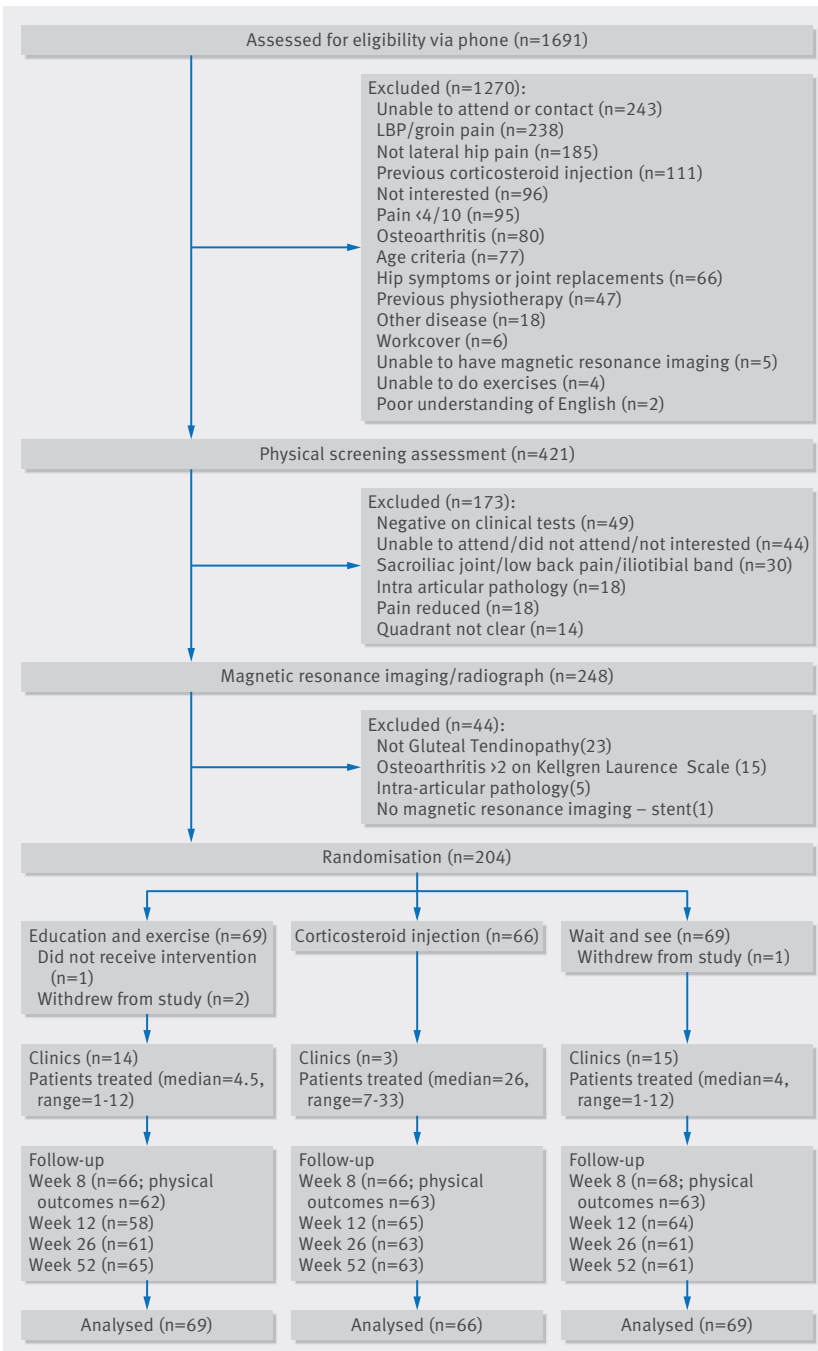 Assessed for eligibility via phone (n=1691)
Excluded (n=1270):
Unable to attend or contact (n=243)
LBP/groin pain (n=238)
Not lateral hip pain (n=185)
Previous corticosteroid injection (n=111)
Not interested (n=96)
Pain <4/10 (n=95)
Osteoarthritis (n=80)
Age criteria (n=77)
Hip symptoms or joint replacements (n=66)
Previous physiotherapy (n=47)
Other disease (n=18)
Workcover (n=6)
Unable to have magnetic resonance imaging (n=5)
Unable to do exercises (n=4)
Poor understanding of English (n=2)
Physical screening assessment (n=421)
Excluded (n=173):
Negative on clinical tests (n=49)
Unable to attend/did not attend/not interested (n=44)
Sacroiliac joint/low back pain/iliotibial band (n=30)
Intra articular pathology (n=18)
Pain reduced (n=18)
Quadrant not clear (n=14)
Magnetic resonance imaging/radiograph (n=248)
Excluded (n=44):
Not Gluteal Tendinopathy(23)
Osteoarthritis >2 on Kellgren Laurence Scale (15)
Intra-articular pathology(5)
No magnetic resonance imaging – stent(1)
Randomisation (n=204)
Education and exercise (n=69)
Did not receive intervention
(n=1)
Withdrew from study (n=2)
Corticosteroid injection (n=66)
Wait and see (n=69)
Withdrew from study (n=1)
Clinics (n=14)
Patients treated (median=4.5,
range=1-12)
Clinics (n=3)
Patients treated (median=26,
range=7-33)
Clinics (n=15)
Patients treated (median=4,
range=1-12)
Follow-up
Week 8 (n=66; physical
outcomes n=62)
Week 12 (n=58)
Week 26 (n=61)
Week 52 (n=65)
Follow-up
Week 8 (n=66; physical
outcomes n=63)
Week 12 (n=65)
Week 26 (n=63)
Week 52 (n=63)
Follow-up
Week 8 (n=68; physical
outcomes n=63)
Week 12 (n=64)
Week 26 (n=61)
Week 52 (n=61)
Analysed (n=69)
Analysed (n=66)
Analysed (n=69)